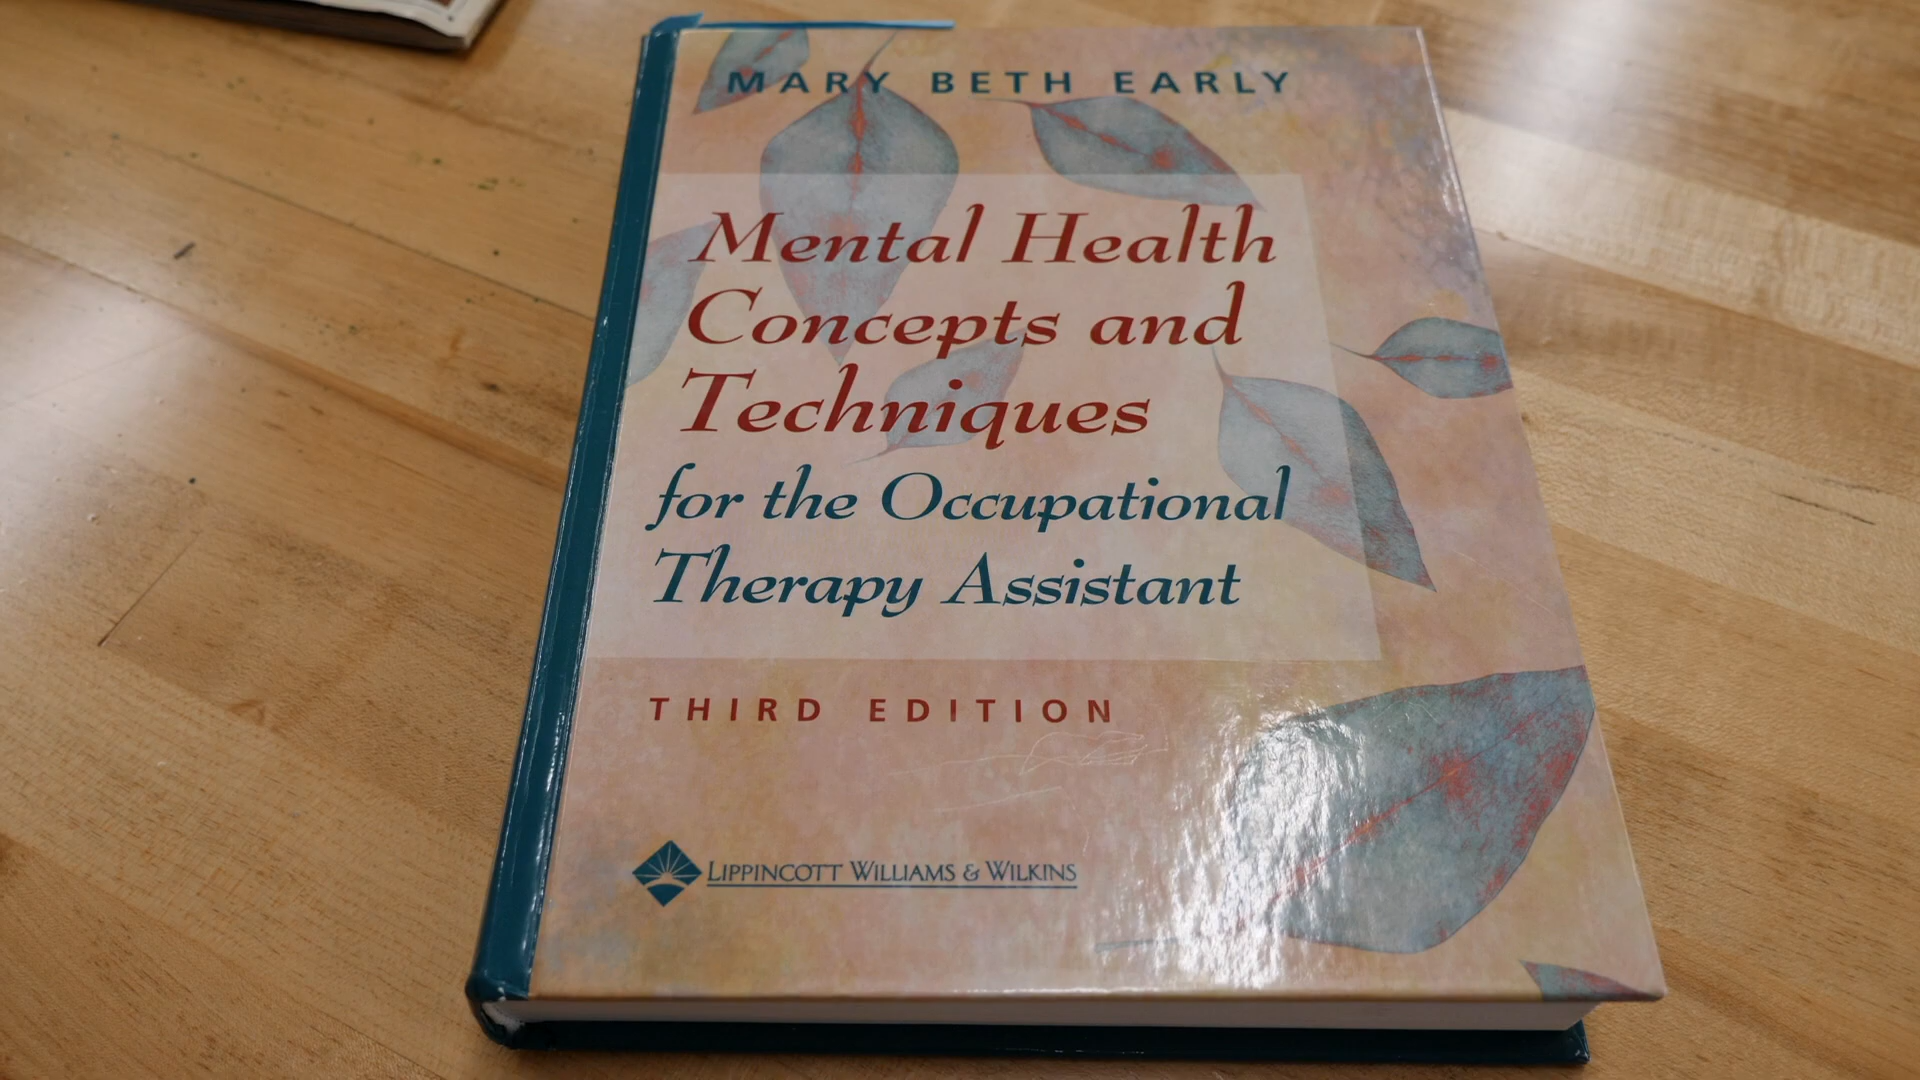 MARY BETH EARLY
Mental Health
Concepts and
Techniques
for the Occupational
Therapy Assistant
THIRD EDITION
LIPPINCOTT WILLIAMS & WILKINS